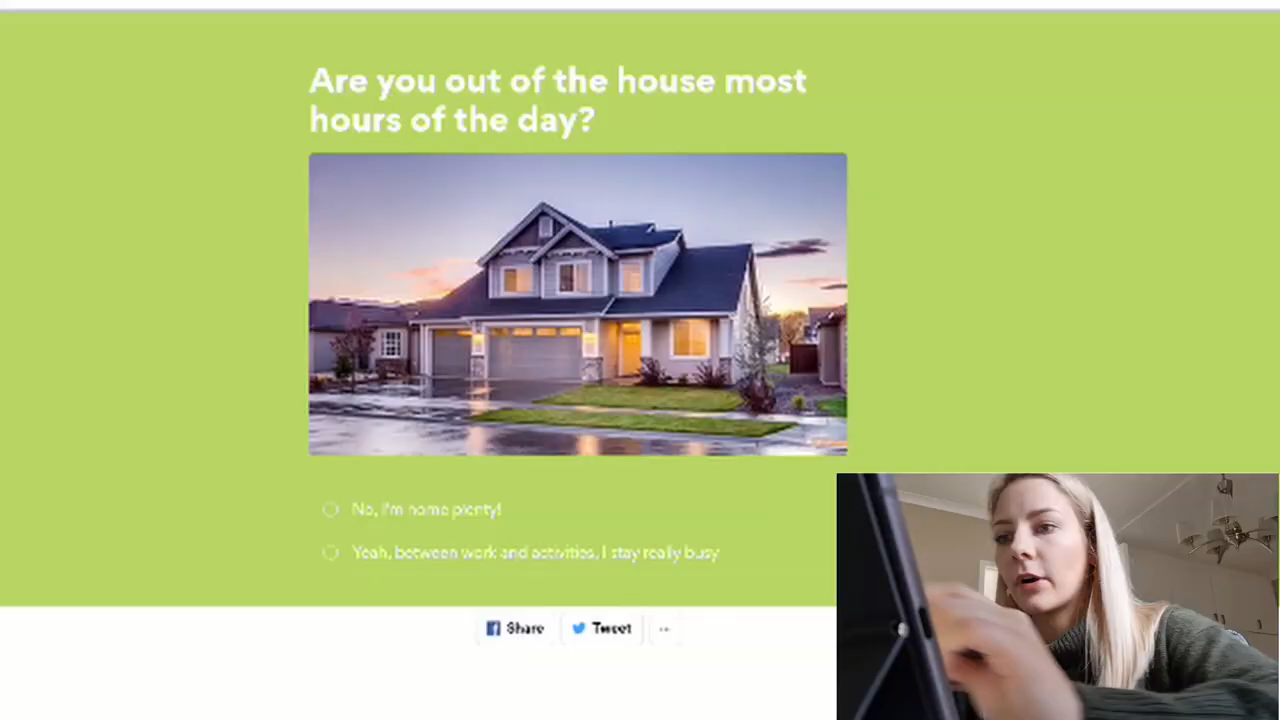 Are you out of the house most
hours of the day?
No, I'm home plenty!
Yeah, between work and activities, I stay really busy
Share
Tweet